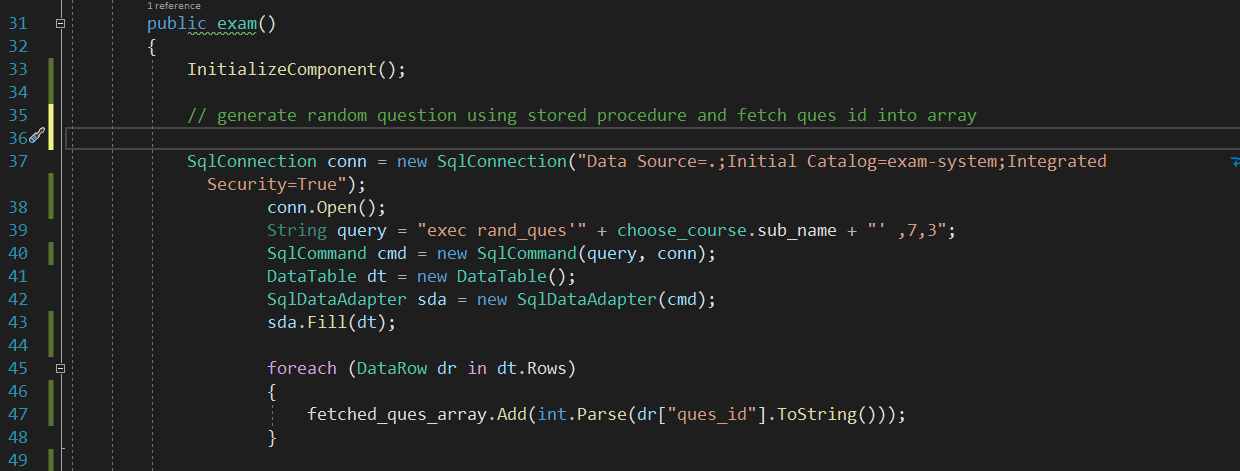 1 reference
31 public exam()
32 {
33 InitializeComponent();
34
35 // generate random question using stored procedure and fetch ques id into array
36
37 SqlConnection conn = new SqlConnection("Data Source=.;Initial Catalog=exam-system;Integrated
Security=True");
38 conn.Open();
39 String query = "exec rand_ques'" + choose_course.sub_name + "' ,7,3";
40 SqlCommand cmd = new SqlCommand(query, conn);
41 DataTable dt = new DataTable();
42 SqlDataAdapter sda = new SqlDataAdapter(cmd);
43 sda.Fill(dt);
44
45 foreach (DataRow dr in dt.Rows)
46 {
47 fetched_ques_array.Add(int.Parse(dr["ques_id"].ToString()));
48 }
49